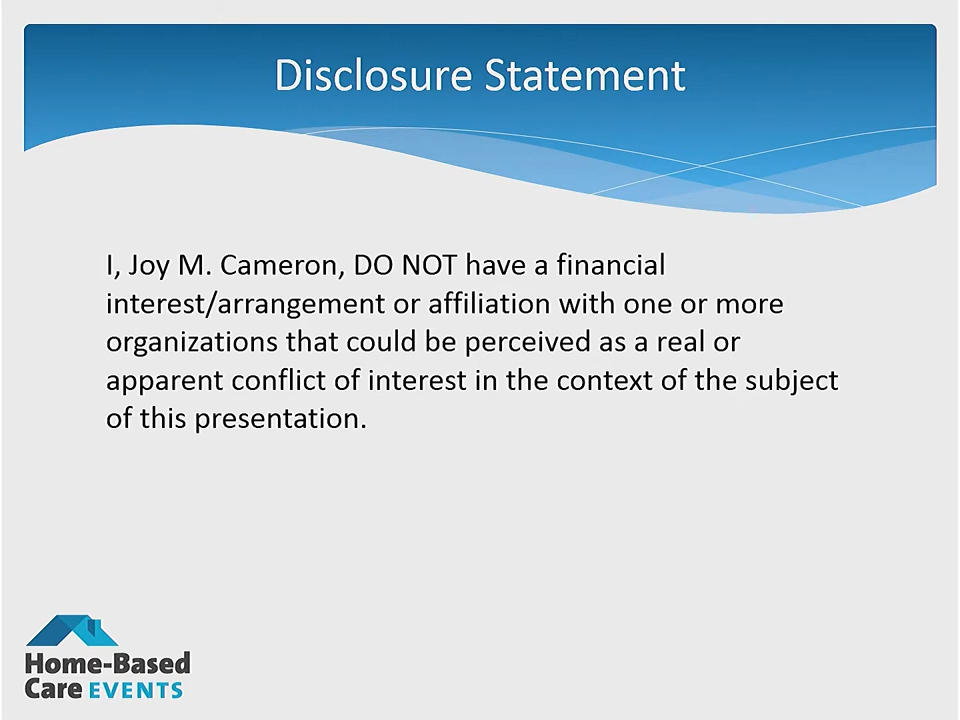 Disclosure Statement
I, Joy M. Cameron, DO NOT have a financial
interest/arrangement or affiliation with one or more
organizations that could be perceived as a real or
apparent conflict of interest in the context of the subject
of this presentation.
Home-Based
Care EVENTS